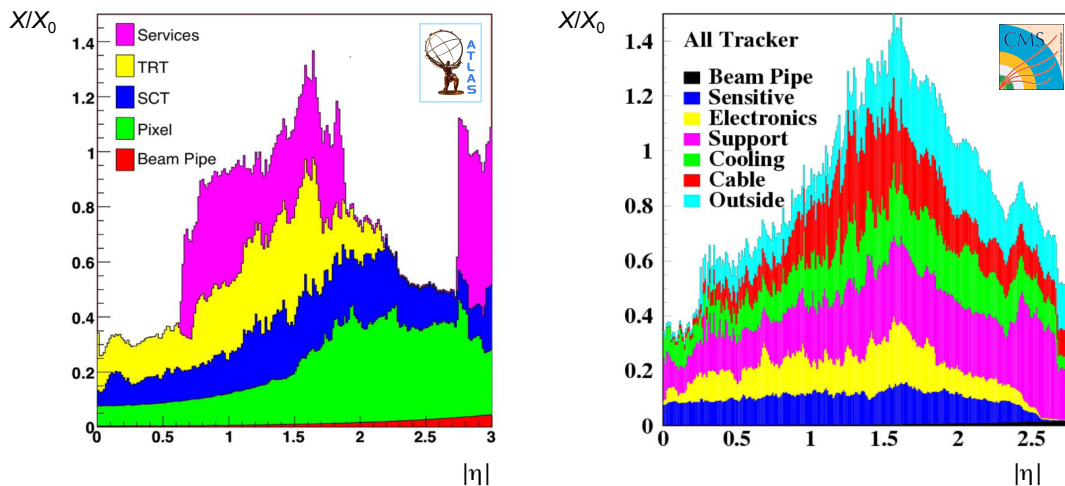 X/X0
1.4
1.2
1
0.8
0.6
0.4
0.2
0
Services
TRT
SCT
Pixel
Beam Pipe
ATLAS
0
0.5
1
1.5
2
2.5
3
|η|
X/X0
1.4
1.2
1
0.8
0.6
0.4
0.2
0
All Tracker
Beam Pipe
Sensitive
Electronics
Support
Cooling
Cable
Outside
CMS
0
0.5
1
1.5
2
2.5
|η|